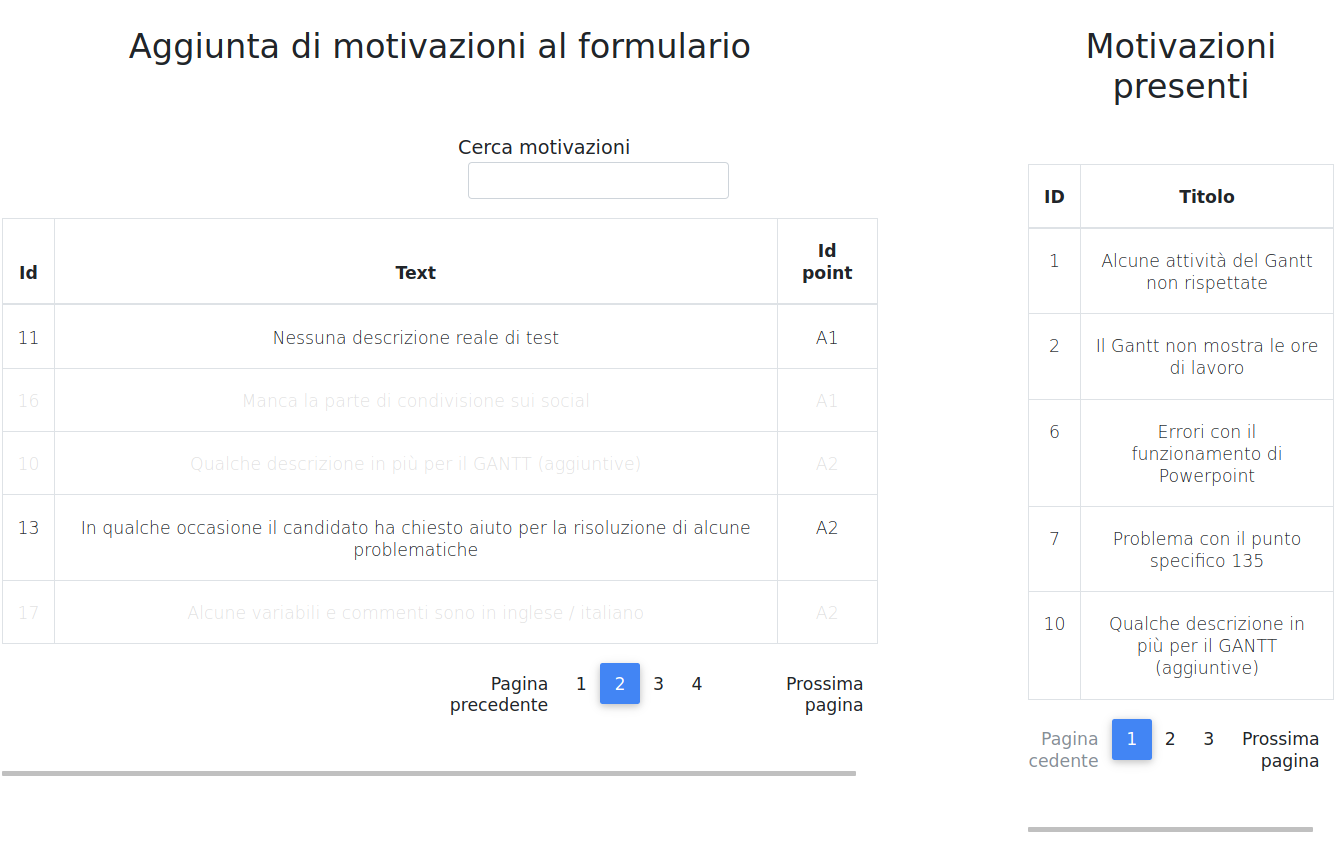 Aggiunta di motivazioni al formulario
Cerca motivazioni
Id Text Id point
11 Nessuna descrizione reale di test A1
16 Manca la parte di condivisione sui social A1
10 Qualche descrizione in più per il GANTT (aggiuntive) A2
13 In qualche occasione il candidato ha chiesto aiuto per la risoluzione di alcune A2
problematiche
17 Alcune variabili e commenti sono in inglese / italiano A2
Pagina 1 2 3 4 Prossima
precedente pagina
Motivazioni
presenti
ID Titolo
1 Alcune attività del Gantt
non rispettate
2 Il Gantt non mostra le ore
di lavoro
6 Errori con il
funzionamento di
Powerpoint
7 Problema con il punto
specifico 135
10 Qualche descrizione in
più per il GANTT
(aggiuntive)
Pagina 1 2 3 Prossima
cedente pagina